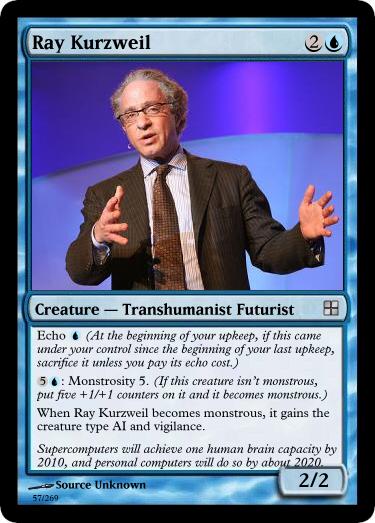 Ray Kurzweil 2
Creature — Transhumanist Futurist
Echo (At the beginning of your upkeep, if this came
under your control since the beginning of your last upkeep,
sacrifice it unless you pay its echo cost.)
5 : Monstrosity 5. (If this creature isn't monstrous,
put five +1/+1 counters on it and it becomes monstrous.)
When Ray Kurzweil becomes monstrous, it gains the
creature type AI and vigilance.
Supercomputers will achieve one human brain capacity by
2010, and personal computers will do so by about 2020.
2/2
Source Unknown
57/269